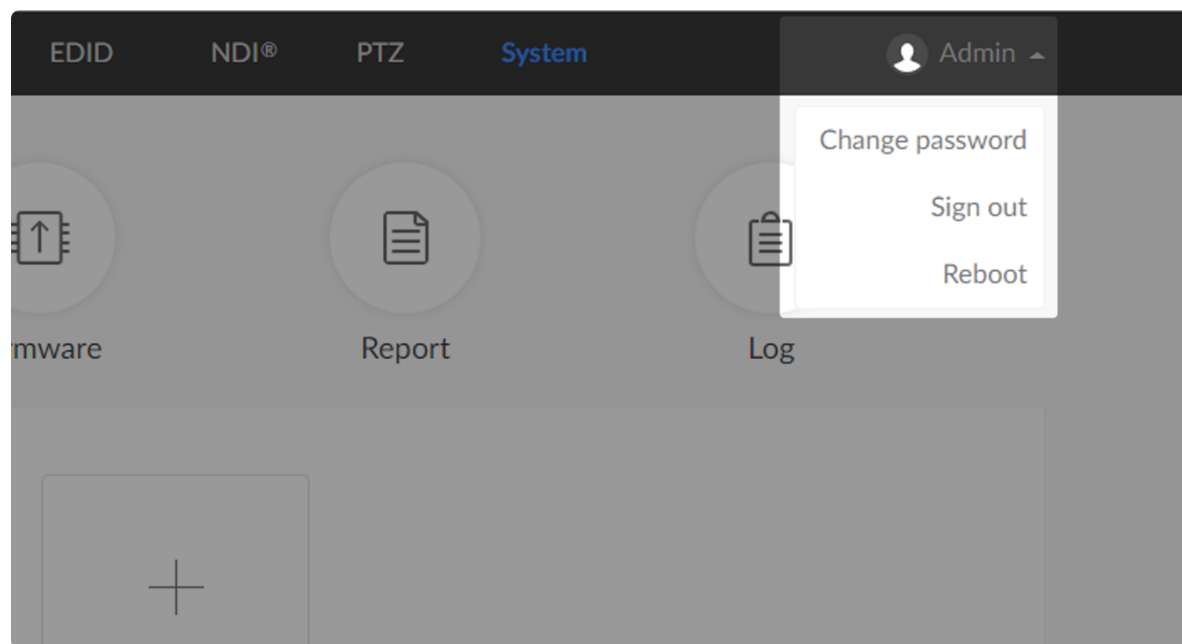 EDID NDI® PTZ System Admin
Change password
Sign out
Reboot
rmware Report Log